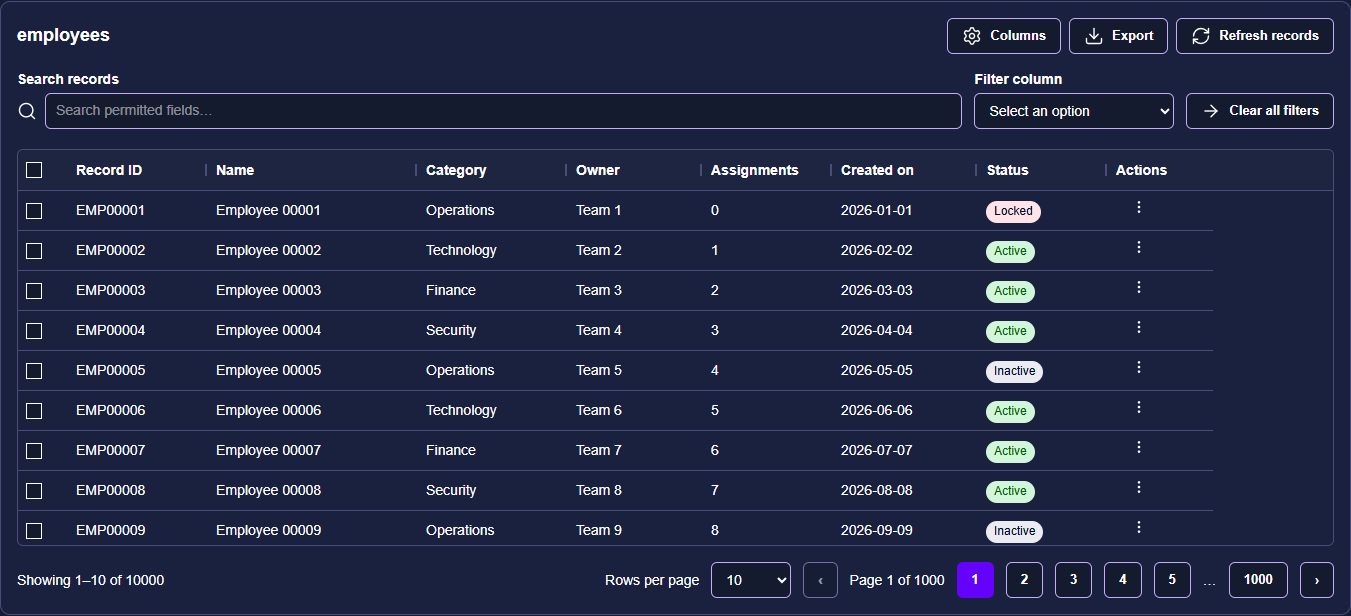 employees
Columns
Export
Refresh records
Search records
Filter column
Search permitted fields...
Select an option
Clear all filters
Record ID Name Category Owner Assignments Created on Status Actions
EMP00001 Employee 00001 Operations Team 1 0 2026-01-01 Locked
EMP00002 Employee 00002 Technology Team 2 1 2026-02-02 Active
EMP00003 Employee 00003 Finance Team 3 2 2026-03-03 Active
EMP00004 Employee 00004 Security Team 4 3 2026-04-04 Active
EMP00005 Employee 00005 Operations Team 5 4 2026-05-05 Inactive
EMP00006 Employee 00006 Technology Team 6 5 2026-06-06 Active
EMP00007 Employee 00007 Finance Team 7 6 2026-07-07 Active
EMP00008 Employee 00008 Security Team 8 7 2026-08-08 Active
EMP00009 Employee 00009 Operations Team 9 8 2026-09-09 Inactive
Showing 1–10 of 10000 Rows per page 10 ‹ Page 1 of 1000 1 2 3 4 5 ... 1000 ›